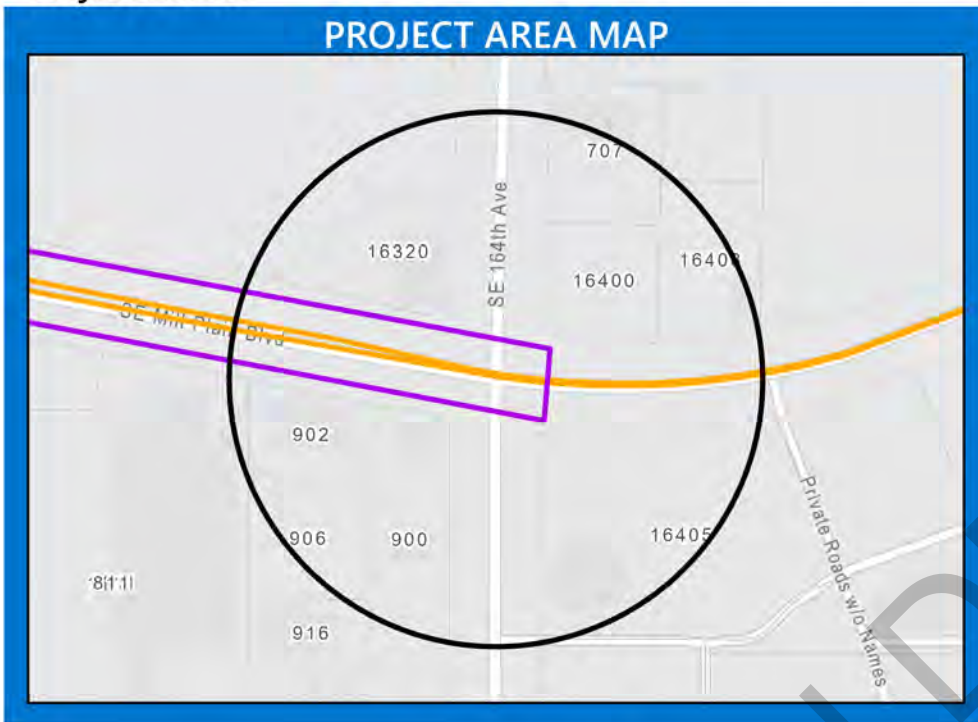 PROJECT AREA MAP
707
SE 164th Ave
16320
16400
SE Mill Plain Blvd
902
906
900
16405
Private Roads w/o Names
916